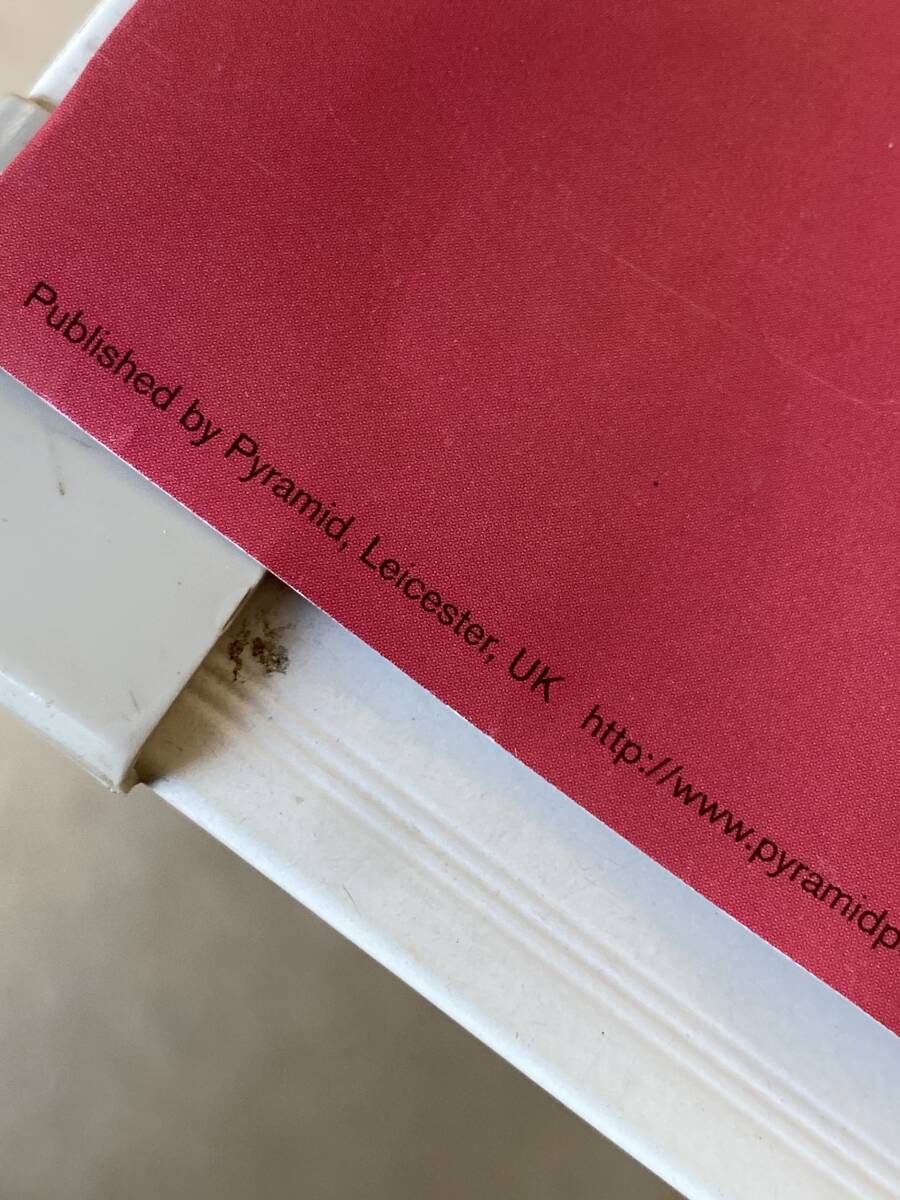 Published by Pyramid, Leicester, UK http://www.pyramidp